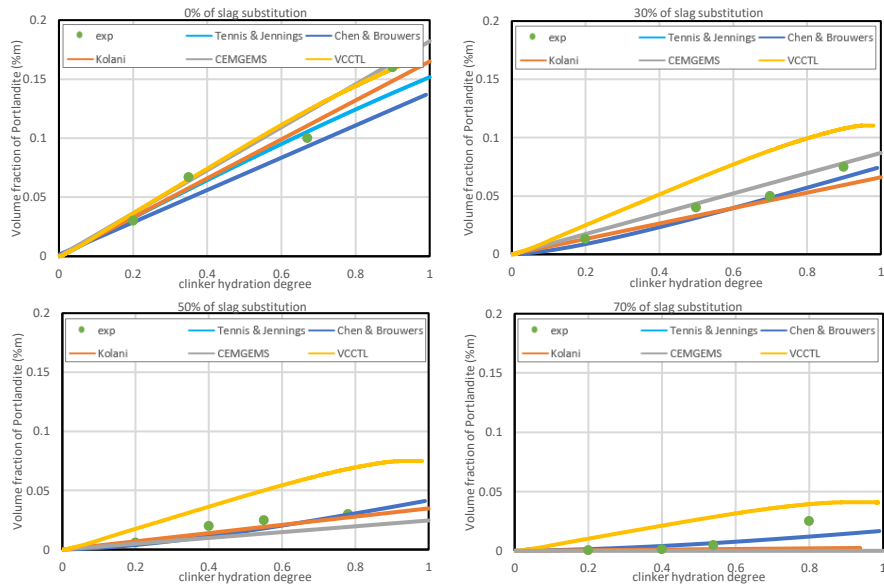 0% of slag substitution
exp Tennis & Jennings Chen & Brouwers
Kolani CEMGEMS VCCTL
Volume fraction of Portlandite (%m)
0.2
0.15
0.1
0.05
0
0 0.2 0.4 0.6 0.8 1
clinker hydration degree
30% of slag substitution
exp Tennis & Jennings Chen & Brouwers
Kolani CEMGEMS VCCTL
Volume fraction of Portlandite (%m)
0.2
0.15
0.1
0.05
0
0 0.2 0.4 0.6 0.8 1
clinker hydration degree
50% of slag substitution
exp Tennis & Jennings Chen & Brouwers
Kolani CEMGEMS VCCTL
Volume fraction of Portlandite (%m)
0.2
0.15
0.1
0.05
0
0 0.2 0.4 0.6 0.8 1
clinker hydration degree
70% of slag substitution
exp Tennis & Jennings Chen & Brouwers
Kolani CEMGEMS VCCTL
Volume fraction of Portlandite (%m)
0.2
0.15
0.1
0.05
0
0 0.2 0.4 0.6 0.8 1
clinker hydration degree